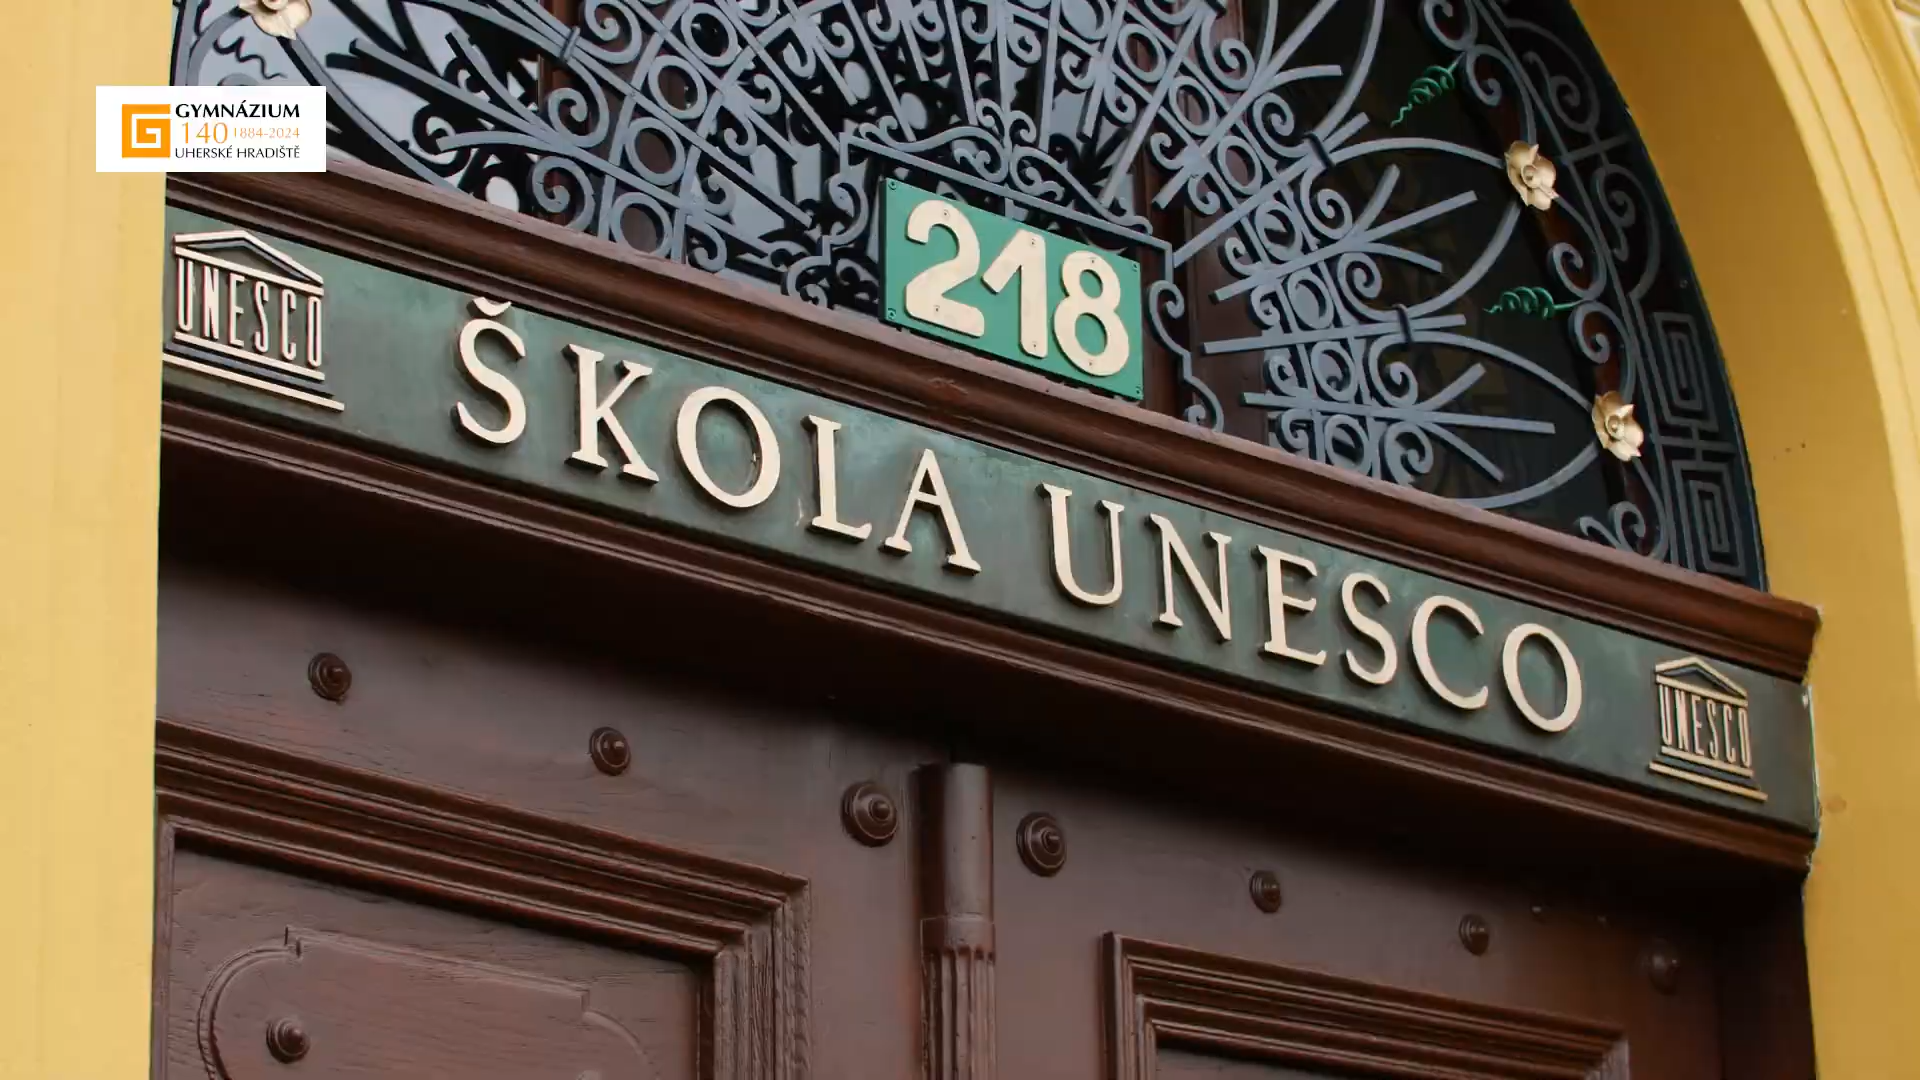 GYMNÁZIUM
140 1884-2024
UHERSKÉ HRADIŠTĚ
218
UNESCO
ŠKOLA UNESCO
UNESCO